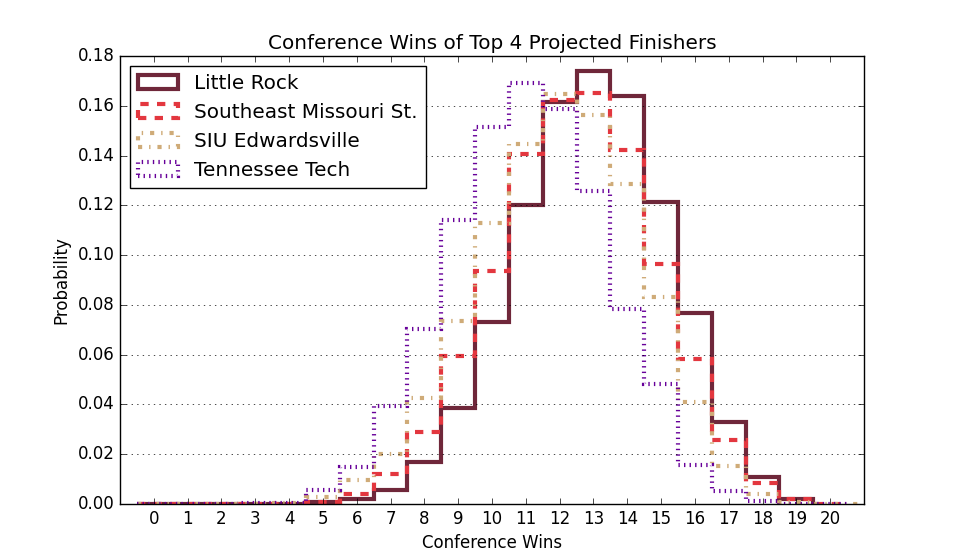 Conference Wins of Top 4 Projected Finishers
Little Rock
Southeast Missouri St.
SIU Edwardsville
Tennessee Tech
Probability
0.18
0.16
0.14
0.12
0.10
0.08
0.06
0.04
0.02
0.00
0 1 2 3 4 5 6 7 8 9 10 11 12 13 14 15 16 17 18 19 20
Conference Wins